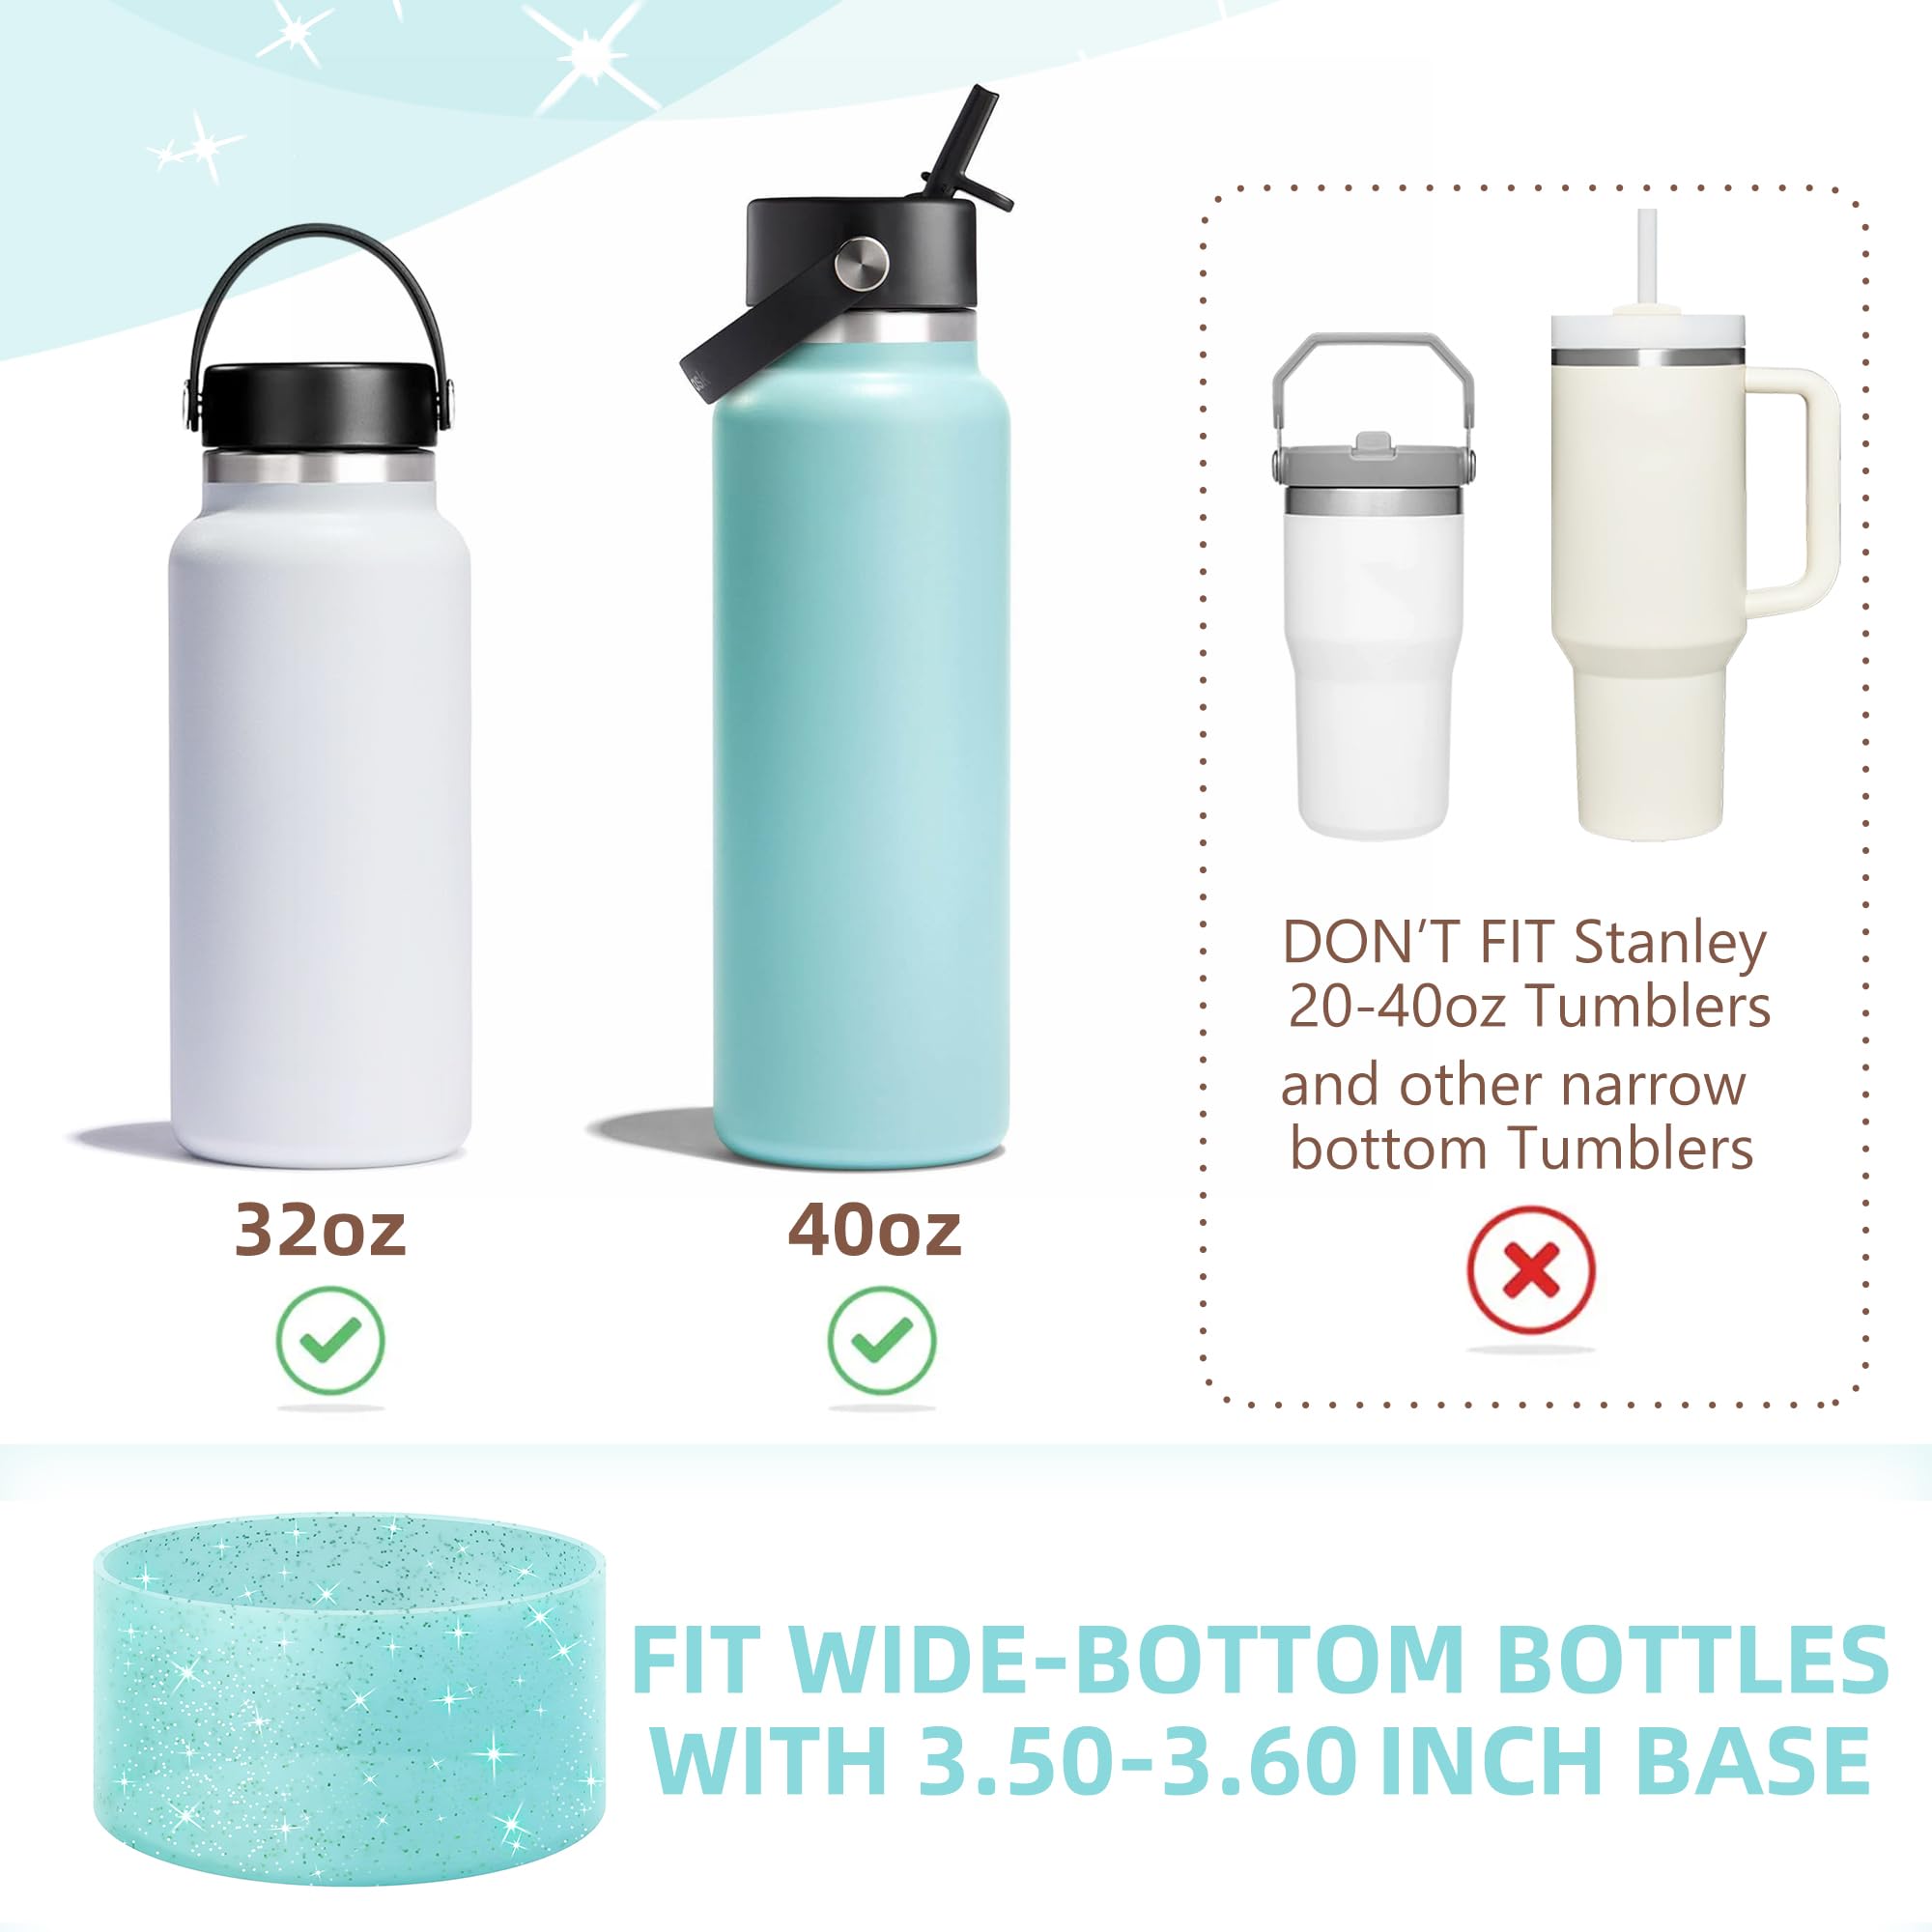 32oz
40oz
DON'T FIT Stanley
20-40oz Tumblers
and other narrow
bottom Tumblers
FIT WIDE-BOTTOM BOTTLES
WITH 3.50-3.60 INCH BASE